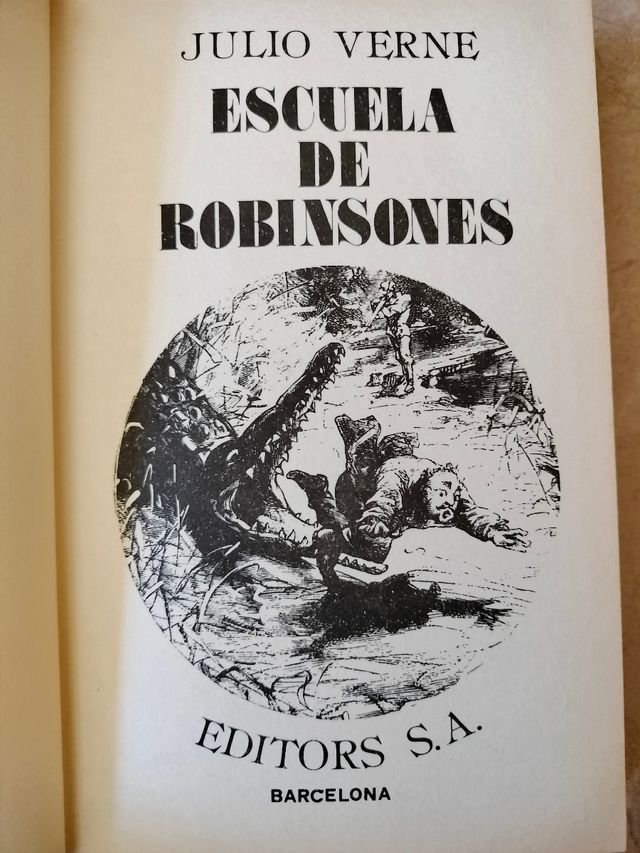 JULIO VERNE
ESCUELA
DE
ROBINSONES
EDITORS S.A.
BARCELONA